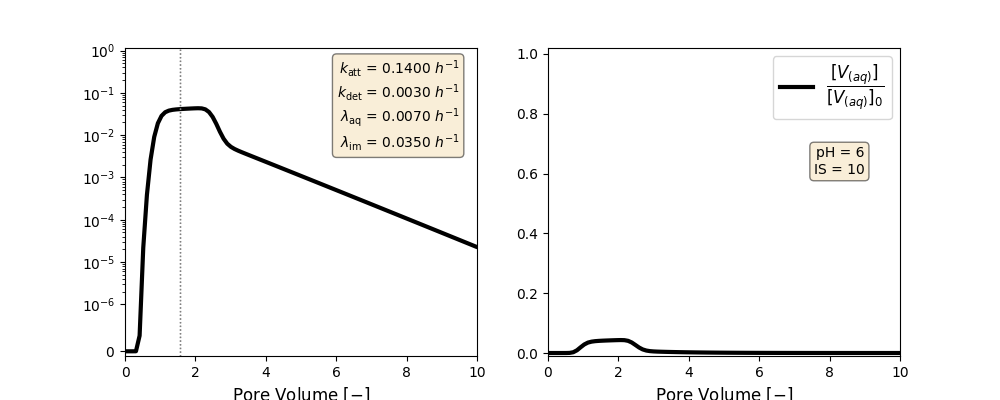 10⁰
10⁻¹
10⁻²
10⁻³
10⁻⁴
10⁻⁵
10⁻⁶
0
0 2 4 6 8 10
Pore Volume [−]
k_att = 0.1400 h⁻¹
k_det = 0.0030 h⁻¹
λ_aq = 0.0070 h⁻¹
λ_im = 0.0350 h⁻¹
1.0
0.8
0.6
0.4
0.2
0.0
0 2 4 6 8 10
Pore Volume [−]
[V_(aq)]
[V_(aq)]₀
pH = 6
IS = 10